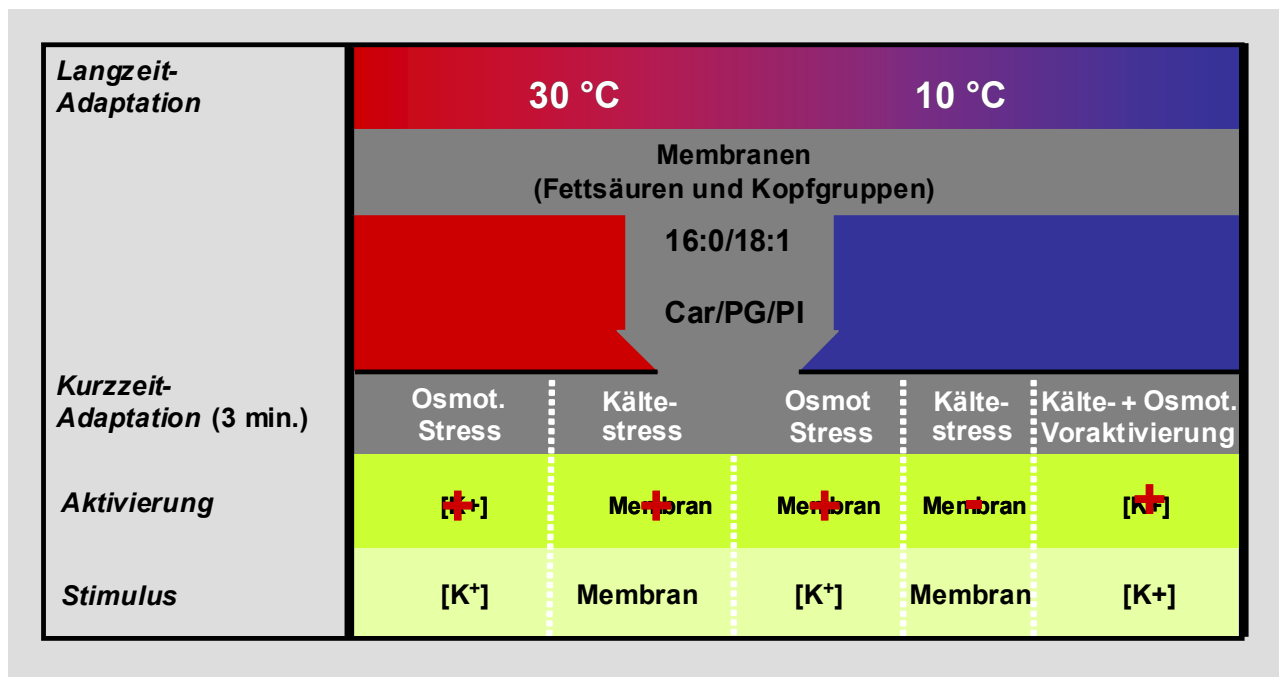 Langzeit-
Adaptation
30 °C
10 °C
Membranen
(Fettsäuren und Kopfgruppen)
16:0/18:1
Car/PG/PI
Kurzzeit-
Adaptation (3 min.)
Osmot.
Stress
Kälte-
stress
Osmot
Stress
Kälte-
stress
Kälte- + Osmot.
Voraktivierung
Aktivierung
[K+]
+
Membran
+
Membran
+
Membran
-
[K+]
+
Stimulus
[K⁺]
Membran
[K⁺]
Membran
[K+]